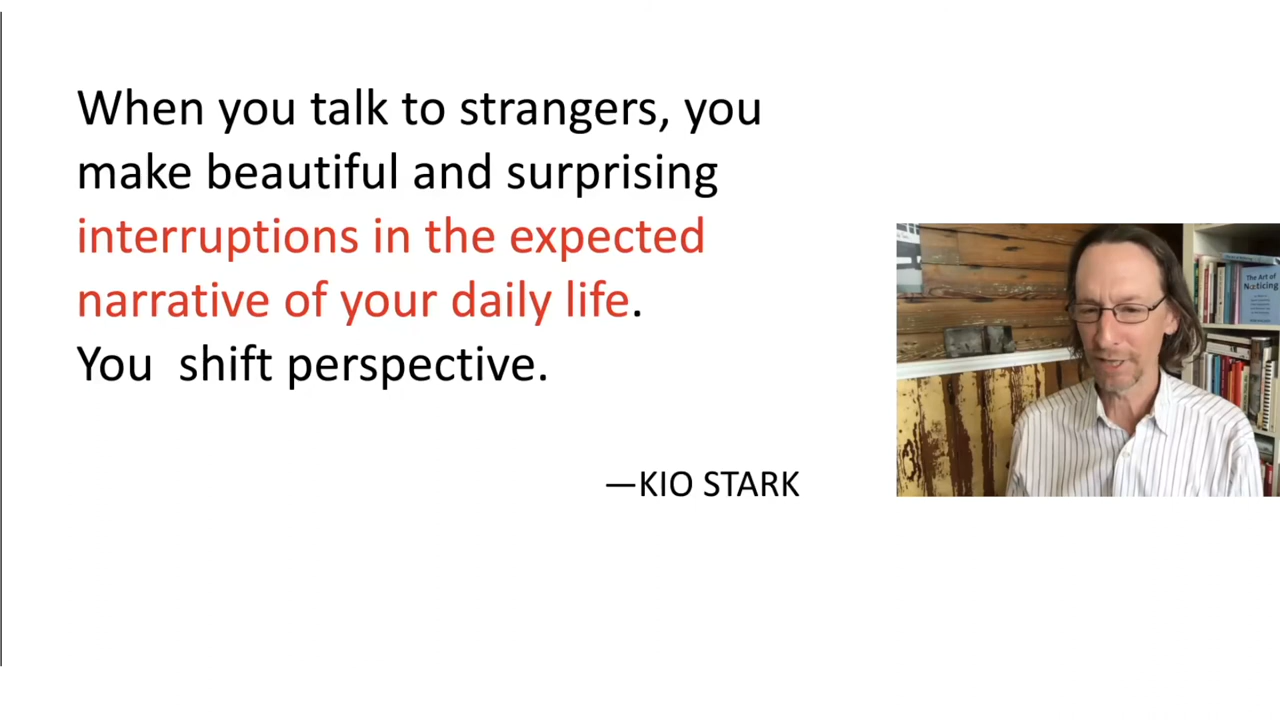 When you talk to strangers, you
make beautiful and surprising
interruptions in the expected
narrative of your daily life.
You  shift perspective.
—KIO STARK
The Art of
Noticing